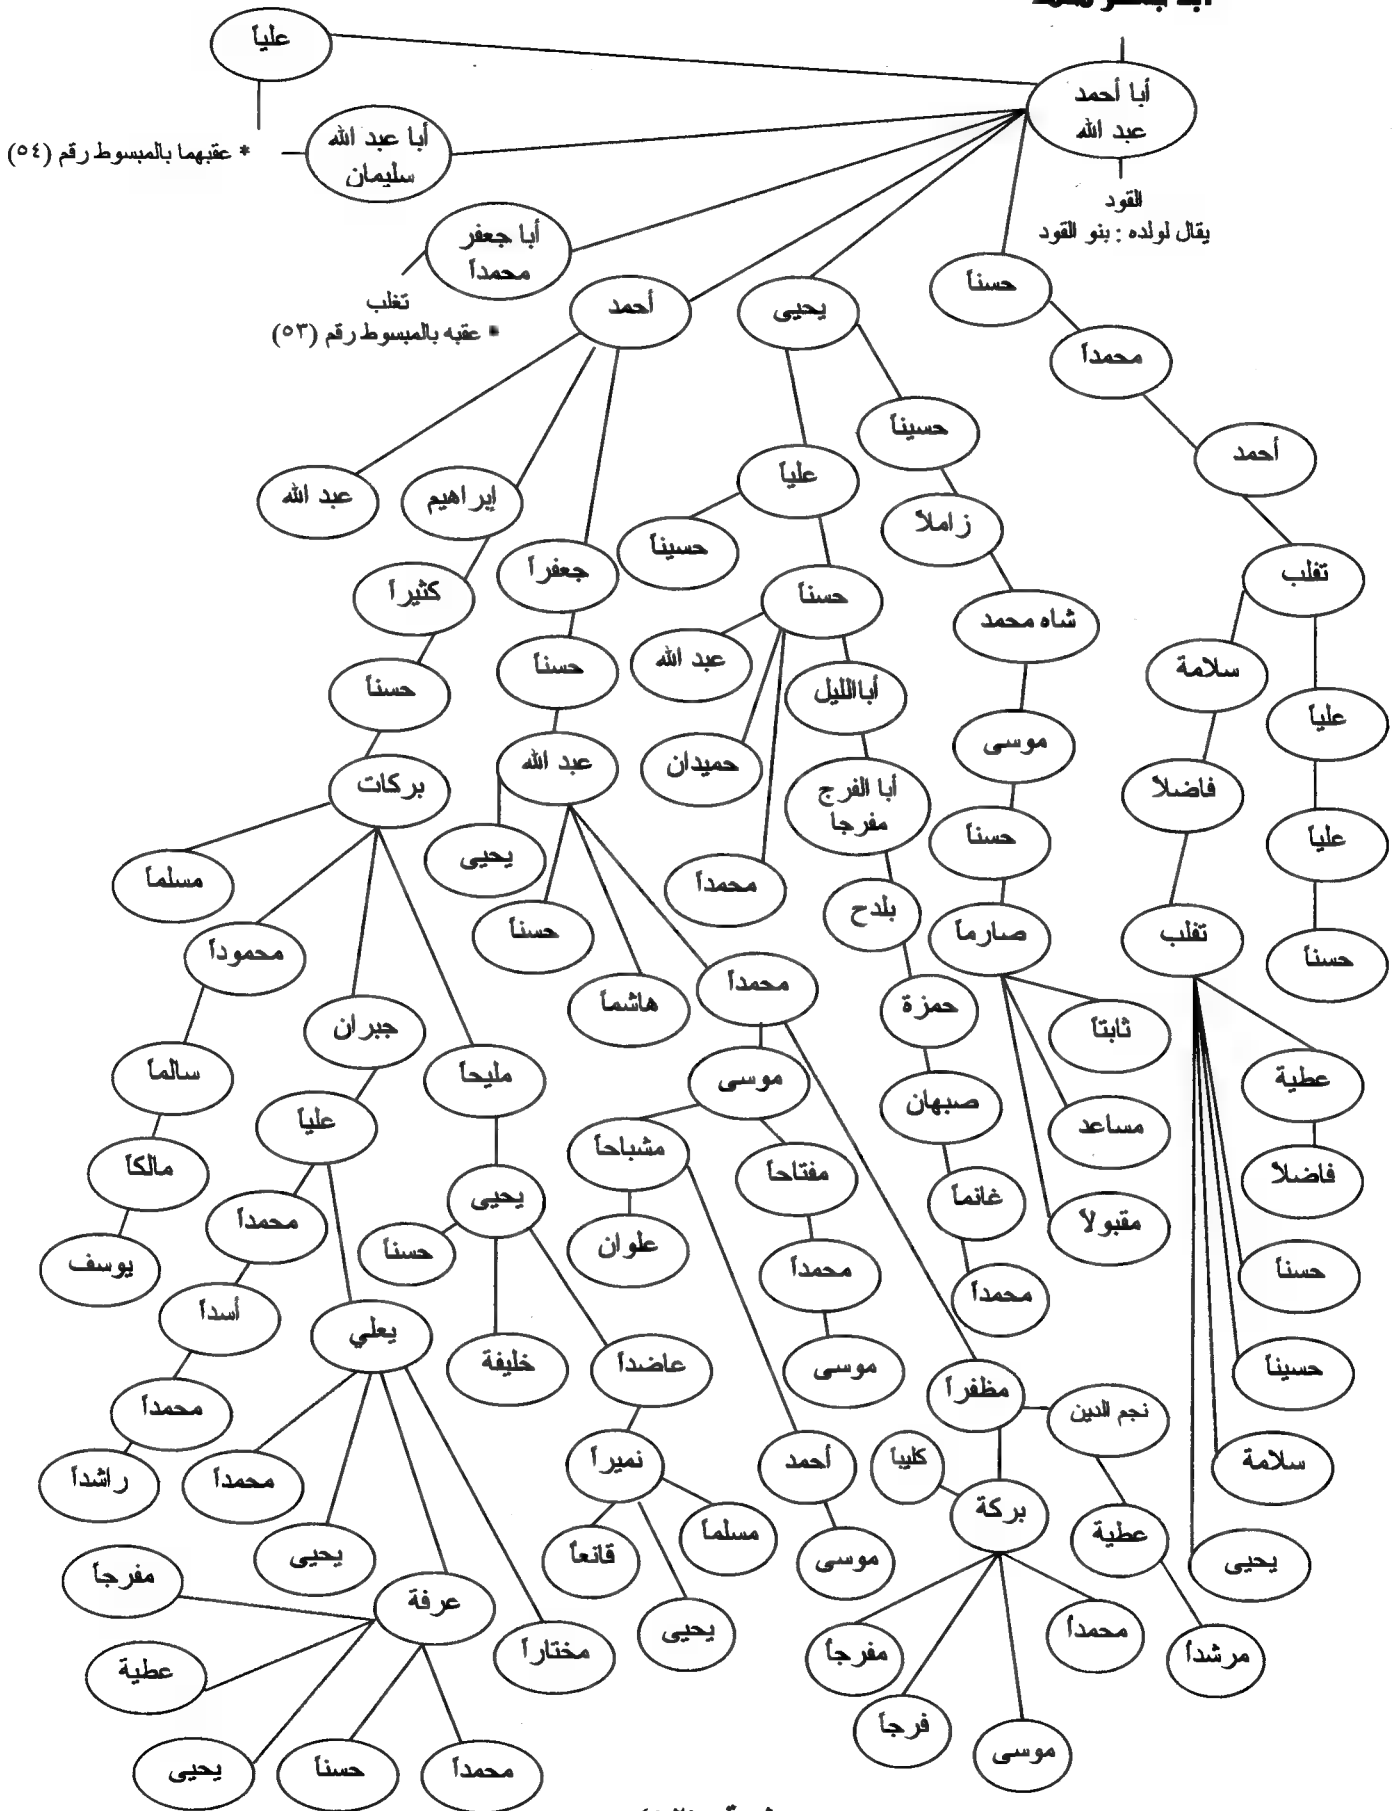 علياً
أبا أحمد
عبد الله
أبا عبد الله
سليمان
* عقبهما بالمبسوط رقم (٥٤)
القود
يقال لولده : بنو القود
أبا جعفر
محمداً
تغلب
* عقبه بالمبسوط رقم (٥٣)
حسناً
يحيى
أحمد
محمداً
حسيناً
أحمد
علياً
عبد الله
إبراهيم
زاملاً
حسيناً
جعفراً
تغلب
كثيراً
حسناً
شاه محمد
عبد الله
حسناً
سلامة
حسناً
أبا الليل
علياً
موسى
حميدان
عبد الله
بركات
فاضلاً
أبا الفرج
مفرجا
حسناً
علياً
يحيى
محمداً
مسلماً
بلدح
صارماً
تغلب
حسناً
حسناً
محموداً
محمداً
هاشماً
حمزة
جبران
ثابتاً
سالماً
مليحاً
موسى
عطية
صبهان
علياً
مساعد
مشباحاً
مالكاً
مفتاحاً
فاضلاً
يحيى
غانماً
محمداً
مقبولاً
حسناً
علوان
يوسف
محمداً
حسنا
محمداً
أسداً
يعلي
خليفة
عاضداً
موسى
مظفراً
حسيناً
نجم الدين
محمداً
راشداً
محمداً
نميراً
أحمد
كليبا
سلامة
بركة
مسلماً
عطية
يحيى
قانعاً
موسى
يحيى
مفرجاً
عرفة
مختاراً
يحيى
محمداً
مفرجاً
مرشداً
عطية
فرجاً
موسى
يحيى
حسناً
محمداً